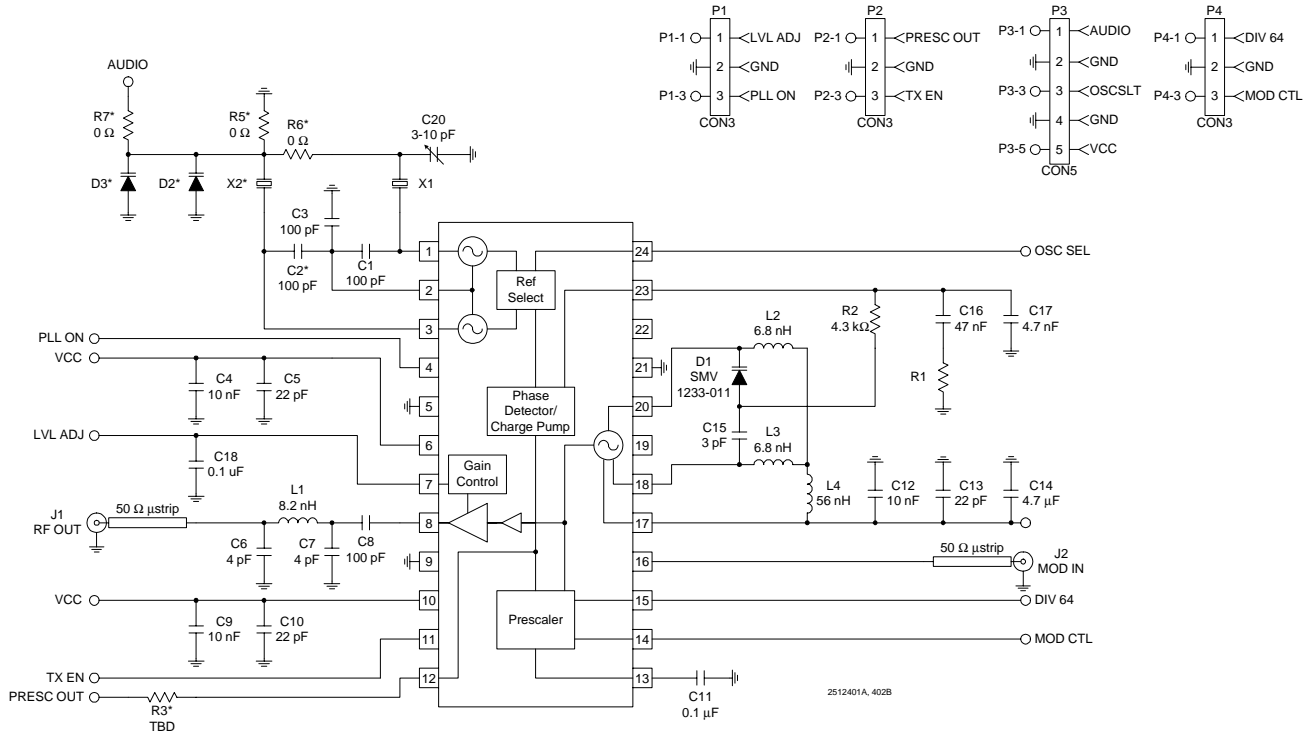 P1
P1-1
1
LVL ADJ
2
GND
P1-3
3
PLL ON
CON3
P2
P2-1
1
PRESC OUT
2
GND
P2-3
3
TX EN
CON3
P3
P3-1
1
AUDIO
2
GND
P3-3
3
OSCSLT
4
GND
P3-5
5
VCC
CON5
P4
P4-1
1
DIV 64
2
GND
P4-3
3
MOD CTL
CON3
AUDIO
R7*
0 Ω
R5*
0 Ω
R6*
0 Ω
C20
3-10 pF
D3*
D2*
X2*
X1
C3
100 pF
C2*
100 pF
C1
100 pF
1
2
3
4
5
6
7
8
9
10
11
12
Ref
Select
Phase
Detector/
Charge Pump
Gain
Control
Prescaler
24
23
22
21
20
19
18
17
16
15
14
13
PLL ON
VCC
C4
10 nF
C5
22 pF
LVL ADJ
C18
0.1 uF
J1
RF OUT
50 Ω µstrip
L1
8.2 nH
C6
4 pF
C7
4 pF
C8
100 pF
VCC
C9
10 nF
C10
22 pF
TX EN
PRESC OUT
R3*
TBD
OSC SEL
R2
4.3 kΩ
C16
47 nF
C17
4.7 nF
R1
L2
6.8 nH
D1
SMV
1233-011
C15
3 pF
L3
6.8 nH
L4
56 nH
C12
10 nF
C13
22 pF
C14
4.7 µF
50 Ω µstrip
J2
MOD IN
DIV 64
MOD CTL
C11
0.1 µF
2512401A, 402B